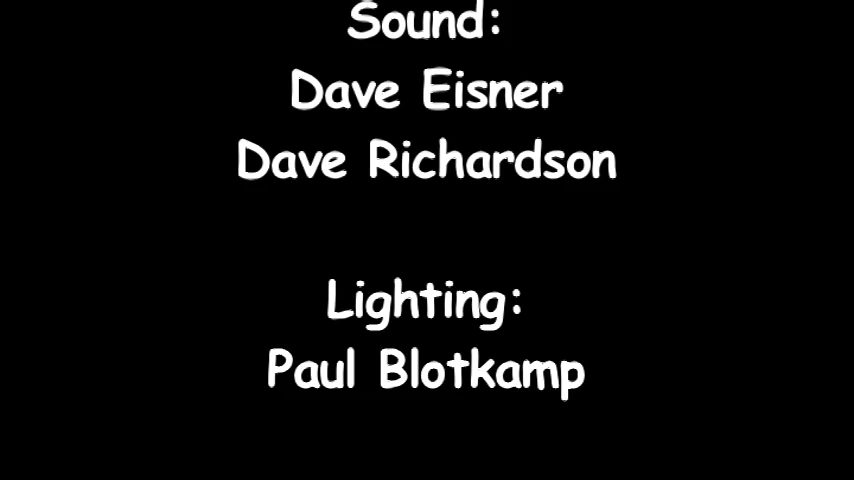 Sound:
Dave Eisner
Dave Richardson
Lighting:
Paul Blotkamp